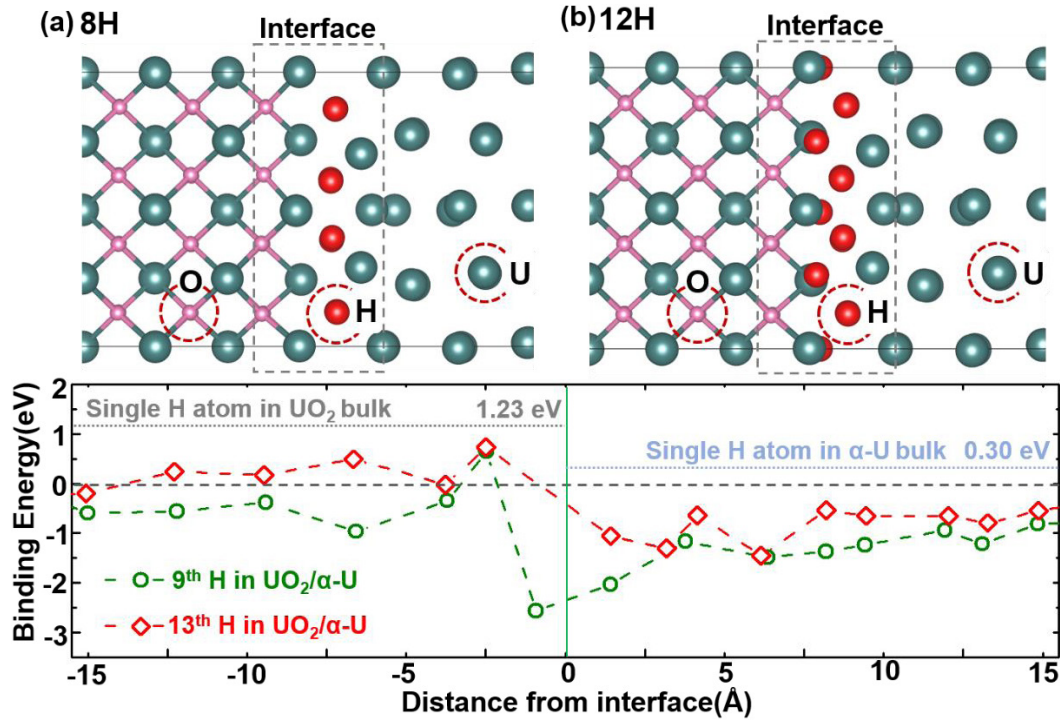 (a) 8H
Interface
O
H
U
(b) 12H
Interface
O
H
U
Binding Energy(eV)
2
1
0
-1
-2
-3
Single H atom in UO₂ bulk 1.23 eV
Single H atom in α-U bulk 0.30 eV
9ᵗʰ H in UO₂/α-U
13ᵗʰ H in UO₂/α-U
-15 -10 -5 0 5 10 15
Distance from interface(Å)